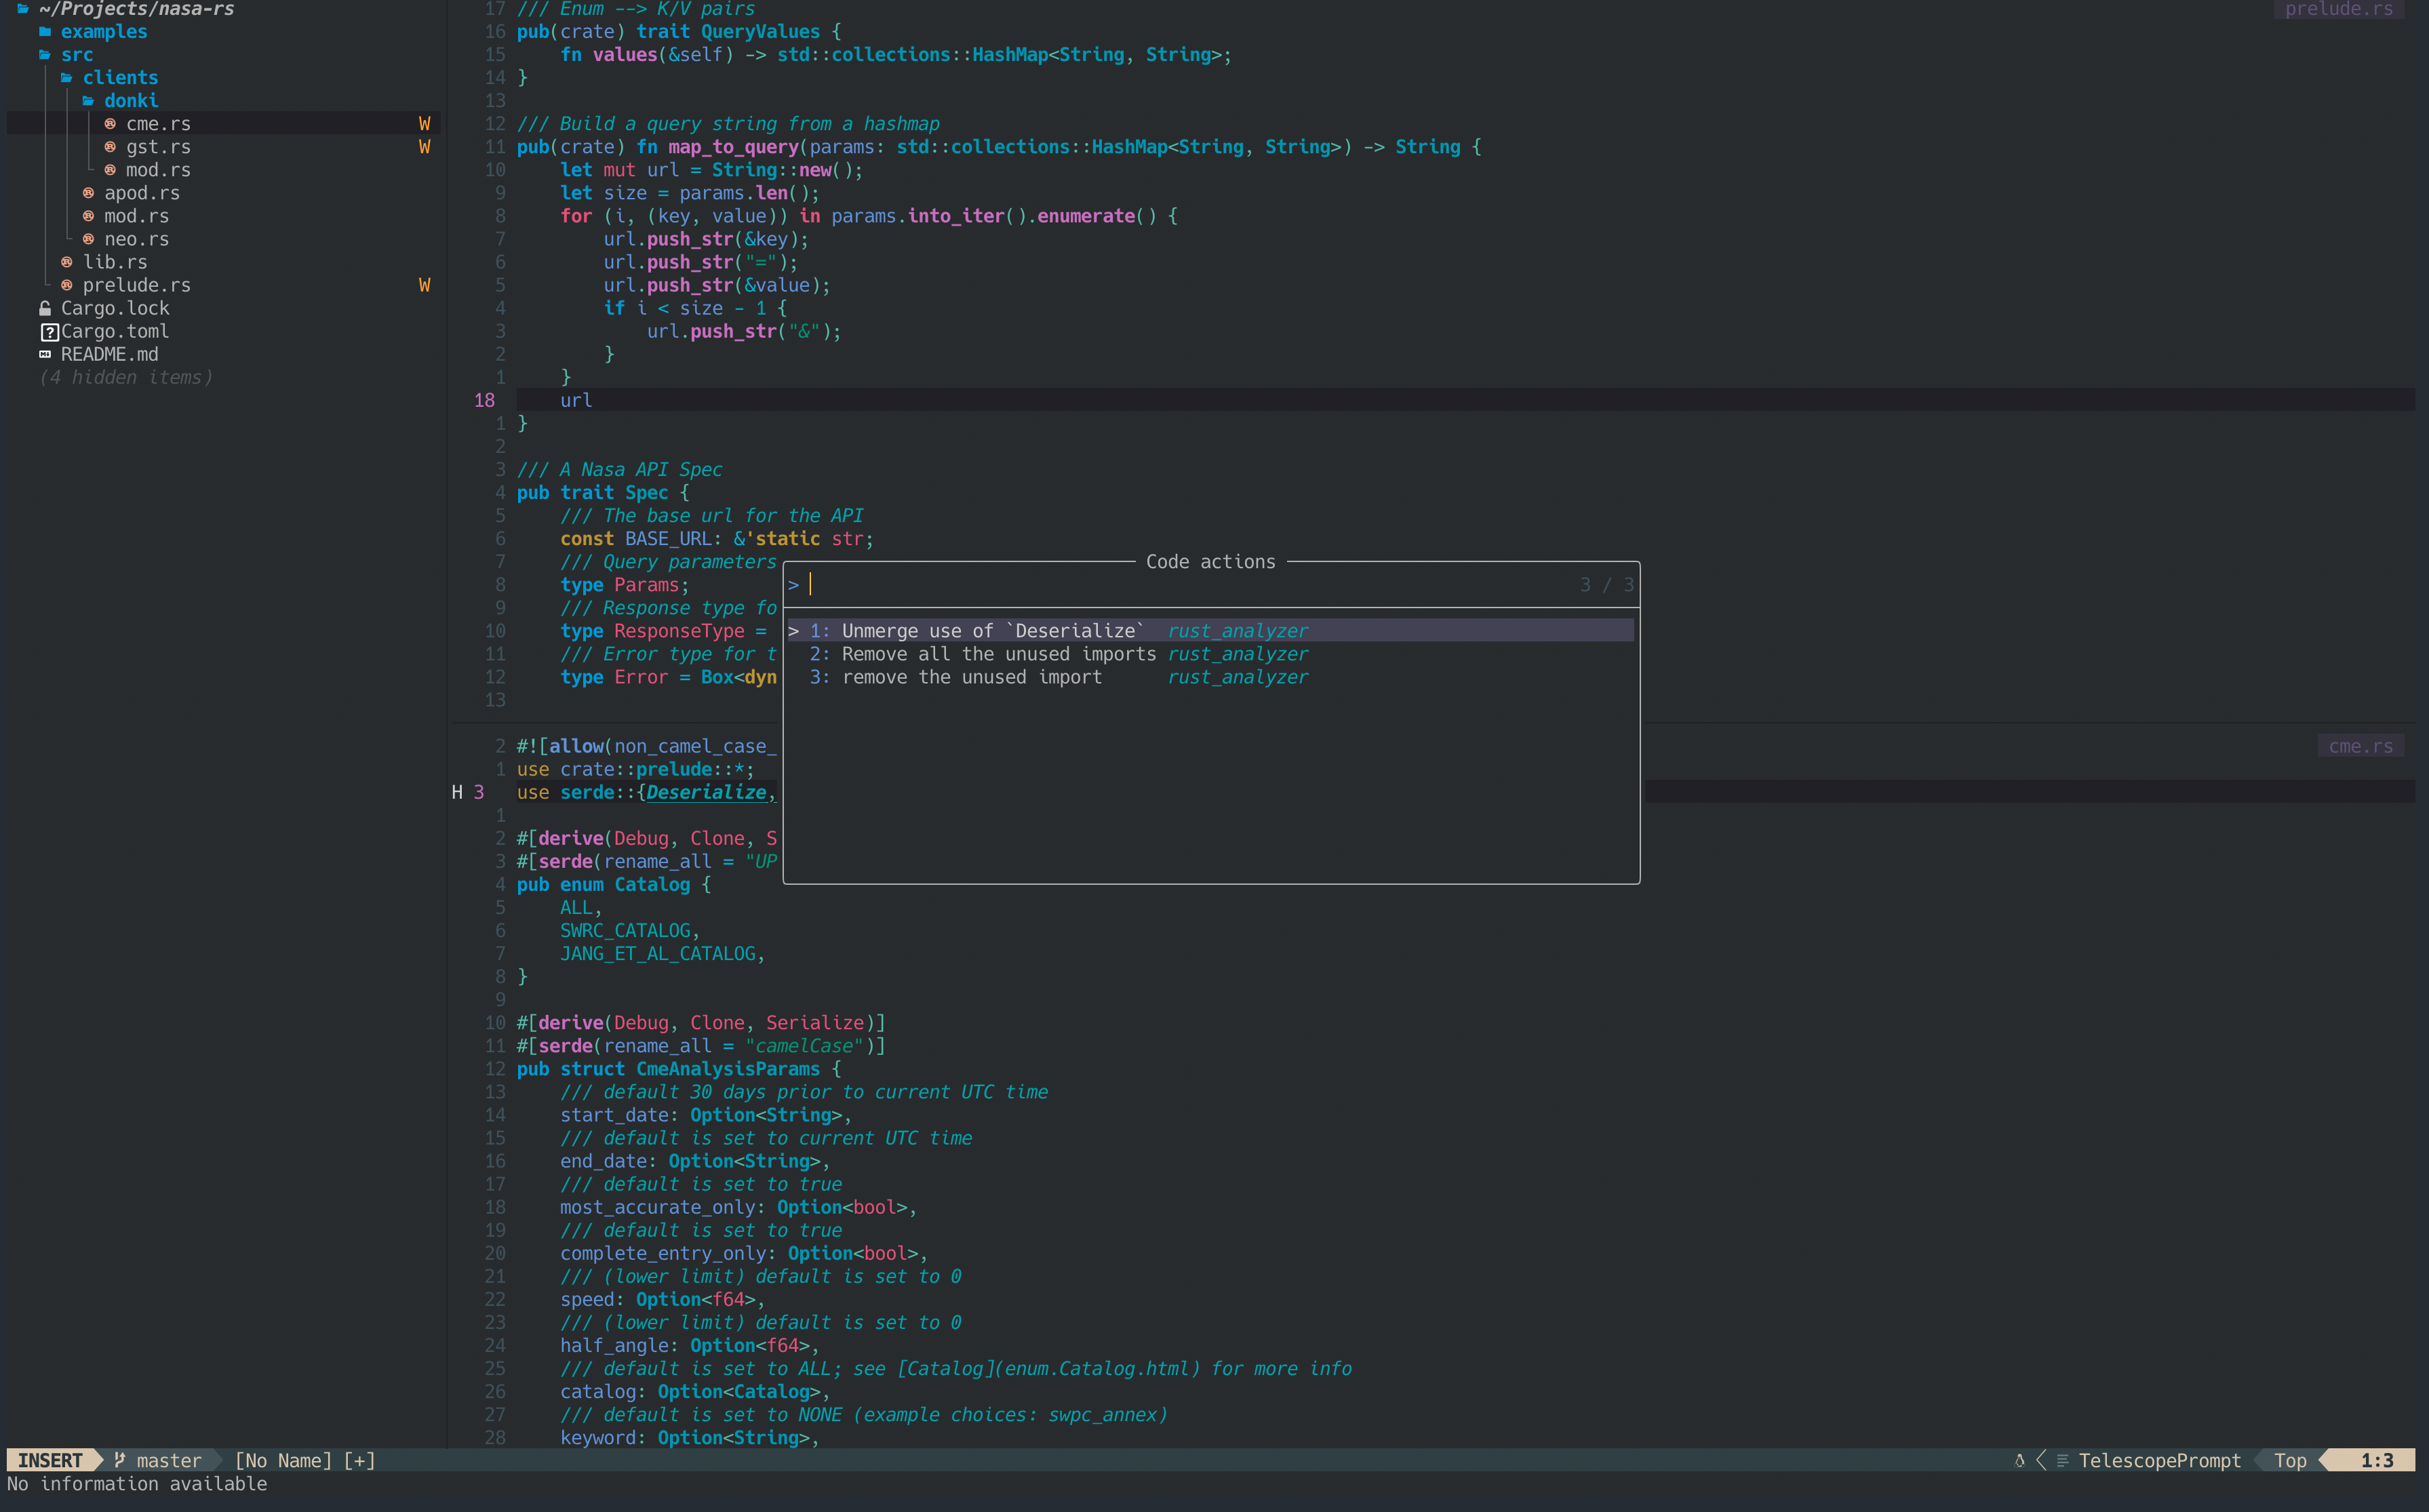 ~/Projects/nasa-rs
examples
src
clients
donki
cme.rs W
gst.rs W
mod.rs
apod.rs
mod.rs
neo.rs
lib.rs
prelude.rs W
Cargo.lock
Cargo.toml
README.md
(4 hidden items)
prelude.rs
17 /// Enum --> K/V pairs
16 pub(crate) trait QueryValues {
15     fn values(&self) -> std::collections::HashMap<String, String>;
14 }
13
12 /// Build a query string from a hashmap
11 pub(crate) fn map_to_query(params: std::collections::HashMap<String, String>) -> String {
10     let mut url = String::new();
9     let size = params.len();
8     for (i, (key, value)) in params.into_iter().enumerate() {
7         url.push_str(&key);
6         url.push_str("=");
5         url.push_str(&value);
4         if i < size - 1 {
3             url.push_str("&");
2         }
1     }
18     url
1 }
2
3 /// A Nasa API Spec
4 pub trait Spec {
5     /// The base url for the API
6     const BASE_URL: &'static str;
7     /// Query parameters
8     type Params;
9     /// Response type fo
10     type ResponseType =
11     /// Error type for t
12     type Error = Box<dyn
13
Code actions
> 3 / 3
> 1: Unmerge use of `Deserialize` rust_analyzer
2: Remove all the unused imports rust_analyzer
3: remove the unused import rust_analyzer
cme.rs
2 #![allow(non_camel_case_
1 use crate::prelude::*;
H 3 use serde::{Deserialize,
1
2 #[derive(Debug, Clone, S
3 #[serde(rename_all = "UP
4 pub enum Catalog {
5     ALL,
6     SWRC_CATALOG,
7     JANG_ET_AL_CATALOG,
8 }
9
10 #[derive(Debug, Clone, Serialize)]
11 #[serde(rename_all = "camelCase")]
12 pub struct CmeAnalysisParams {
13     /// default 30 days prior to current UTC time
14     start_date: Option<String>,
15     /// default is set to current UTC time
16     end_date: Option<String>,
17     /// default is set to true
18     most_accurate_only: Option<bool>,
19     /// default is set to true
20     complete_entry_only: Option<bool>,
21     /// (lower limit) default is set to 0
22     speed: Option<f64>,
23     /// (lower limit) default is set to 0
24     half_angle: Option<f64>,
25     /// default is set to ALL; see [Catalog](enum.Catalog.html) for more info
26     catalog: Option<Catalog>,
27     /// default is set to NONE (example choices: swpc_annex)
28     keyword: Option<String>,
INSERT master [No Name] [+] TelescopePrompt Top 1:3
No information available